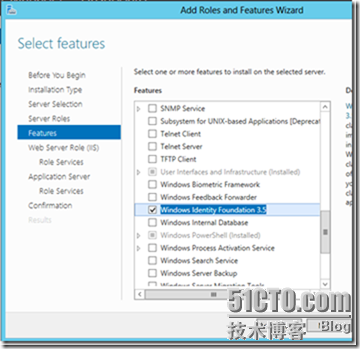 Add Roles and Features Wizard
Select features
Before You Begin
Installation Type
Server Selection
Server Roles
Features
Web Server Role (IIS)
Role Services
Application Server
Role Services
Confirmation
Results
Select one or more features to install on the selected server.
Features
SNMP Service
Subsystem for UNIX-based Applications [Deprecat
Telnet Client
Telnet Server
TFTP Client
User Interfaces and Infrastructure (Installed)
Windows Biometric Framework
Windows Feedback Forwarder
Windows Identity Foundation 3.5
Windows Internal Database
Windows PowerShell (Installed)
Windows Process Activation Service
Windows Search Service
Windows Server Backup
Windows Server Migration Tools
51CTO.com
技术博客 Blog